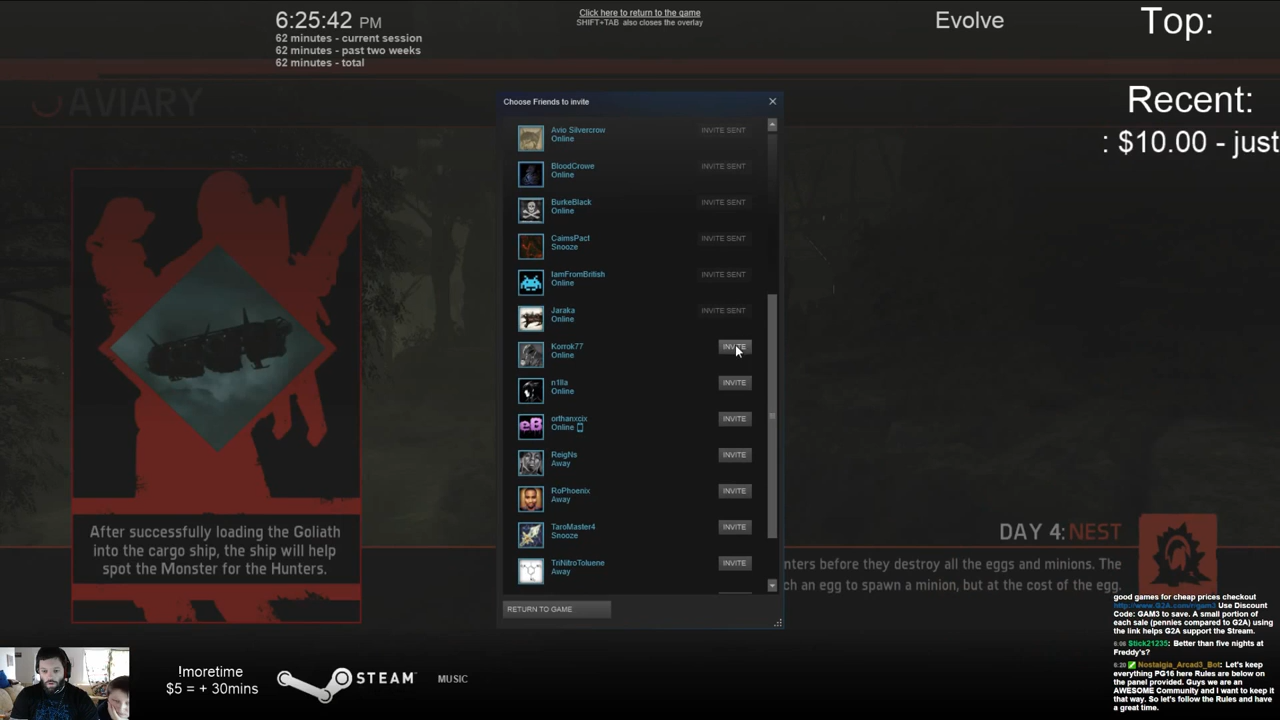 6:25:42 PM
62 minutes - current session
62 minutes - past two weeks
62 minutes - total
Click here to return to the game
SHIFT+TAB also closes the overlay
Evolve
Top:
Recent:
: $10.00 - just
AVIARY
Choose Friends to invite
Avio Silvercrow
Online
INVITE SENT
BloodCrowe
Online
INVITE SENT
BurkeBlack
Online
INVITE SENT
CaimsPact
Snooze
INVITE SENT
IamFromBritish
Online
INVITE SENT
Jaraka
Online
INVITE SENT
Korrok77
Online
INVITE
n1lla
Online
INVITE
orthanxcix
Online
INVITE
eB
ReigNs
Away
INVITE
RoPhoenix
Away
INVITE
TaroMaster4
Snooze
INVITE
TriNitroToluene
Away
INVITE
RETURN TO GAME
After successfully loading the Goliath
into the cargo ship, the ship will help
spot the Monster for the Hunters.
DAY 4: NEST
nters before they destroy all the eggs and minions. The
ch an egg to spawn a minion, but at the cost of the egg.
good games for cheap prices checkout
http://www.G2A.com/r/gam3 Use Discount
Code: GAM3 to save. A small portion of
each sale (pennies compared to G2A) using
the link helps G2A support the Stream.
6:06 Stick21235: Better than five nights at
Freddy's?
6:20 Nostalgia_Arcad3_Bot: Let's keep
everything PG16 here Rules are below on
the panel provided. Guys we are an
AWESOME Community and I want to keep it
that way. So let's follow the Rules and have
a great time.
!moretime
$5 = + 30mins
STEAM
MUSIC